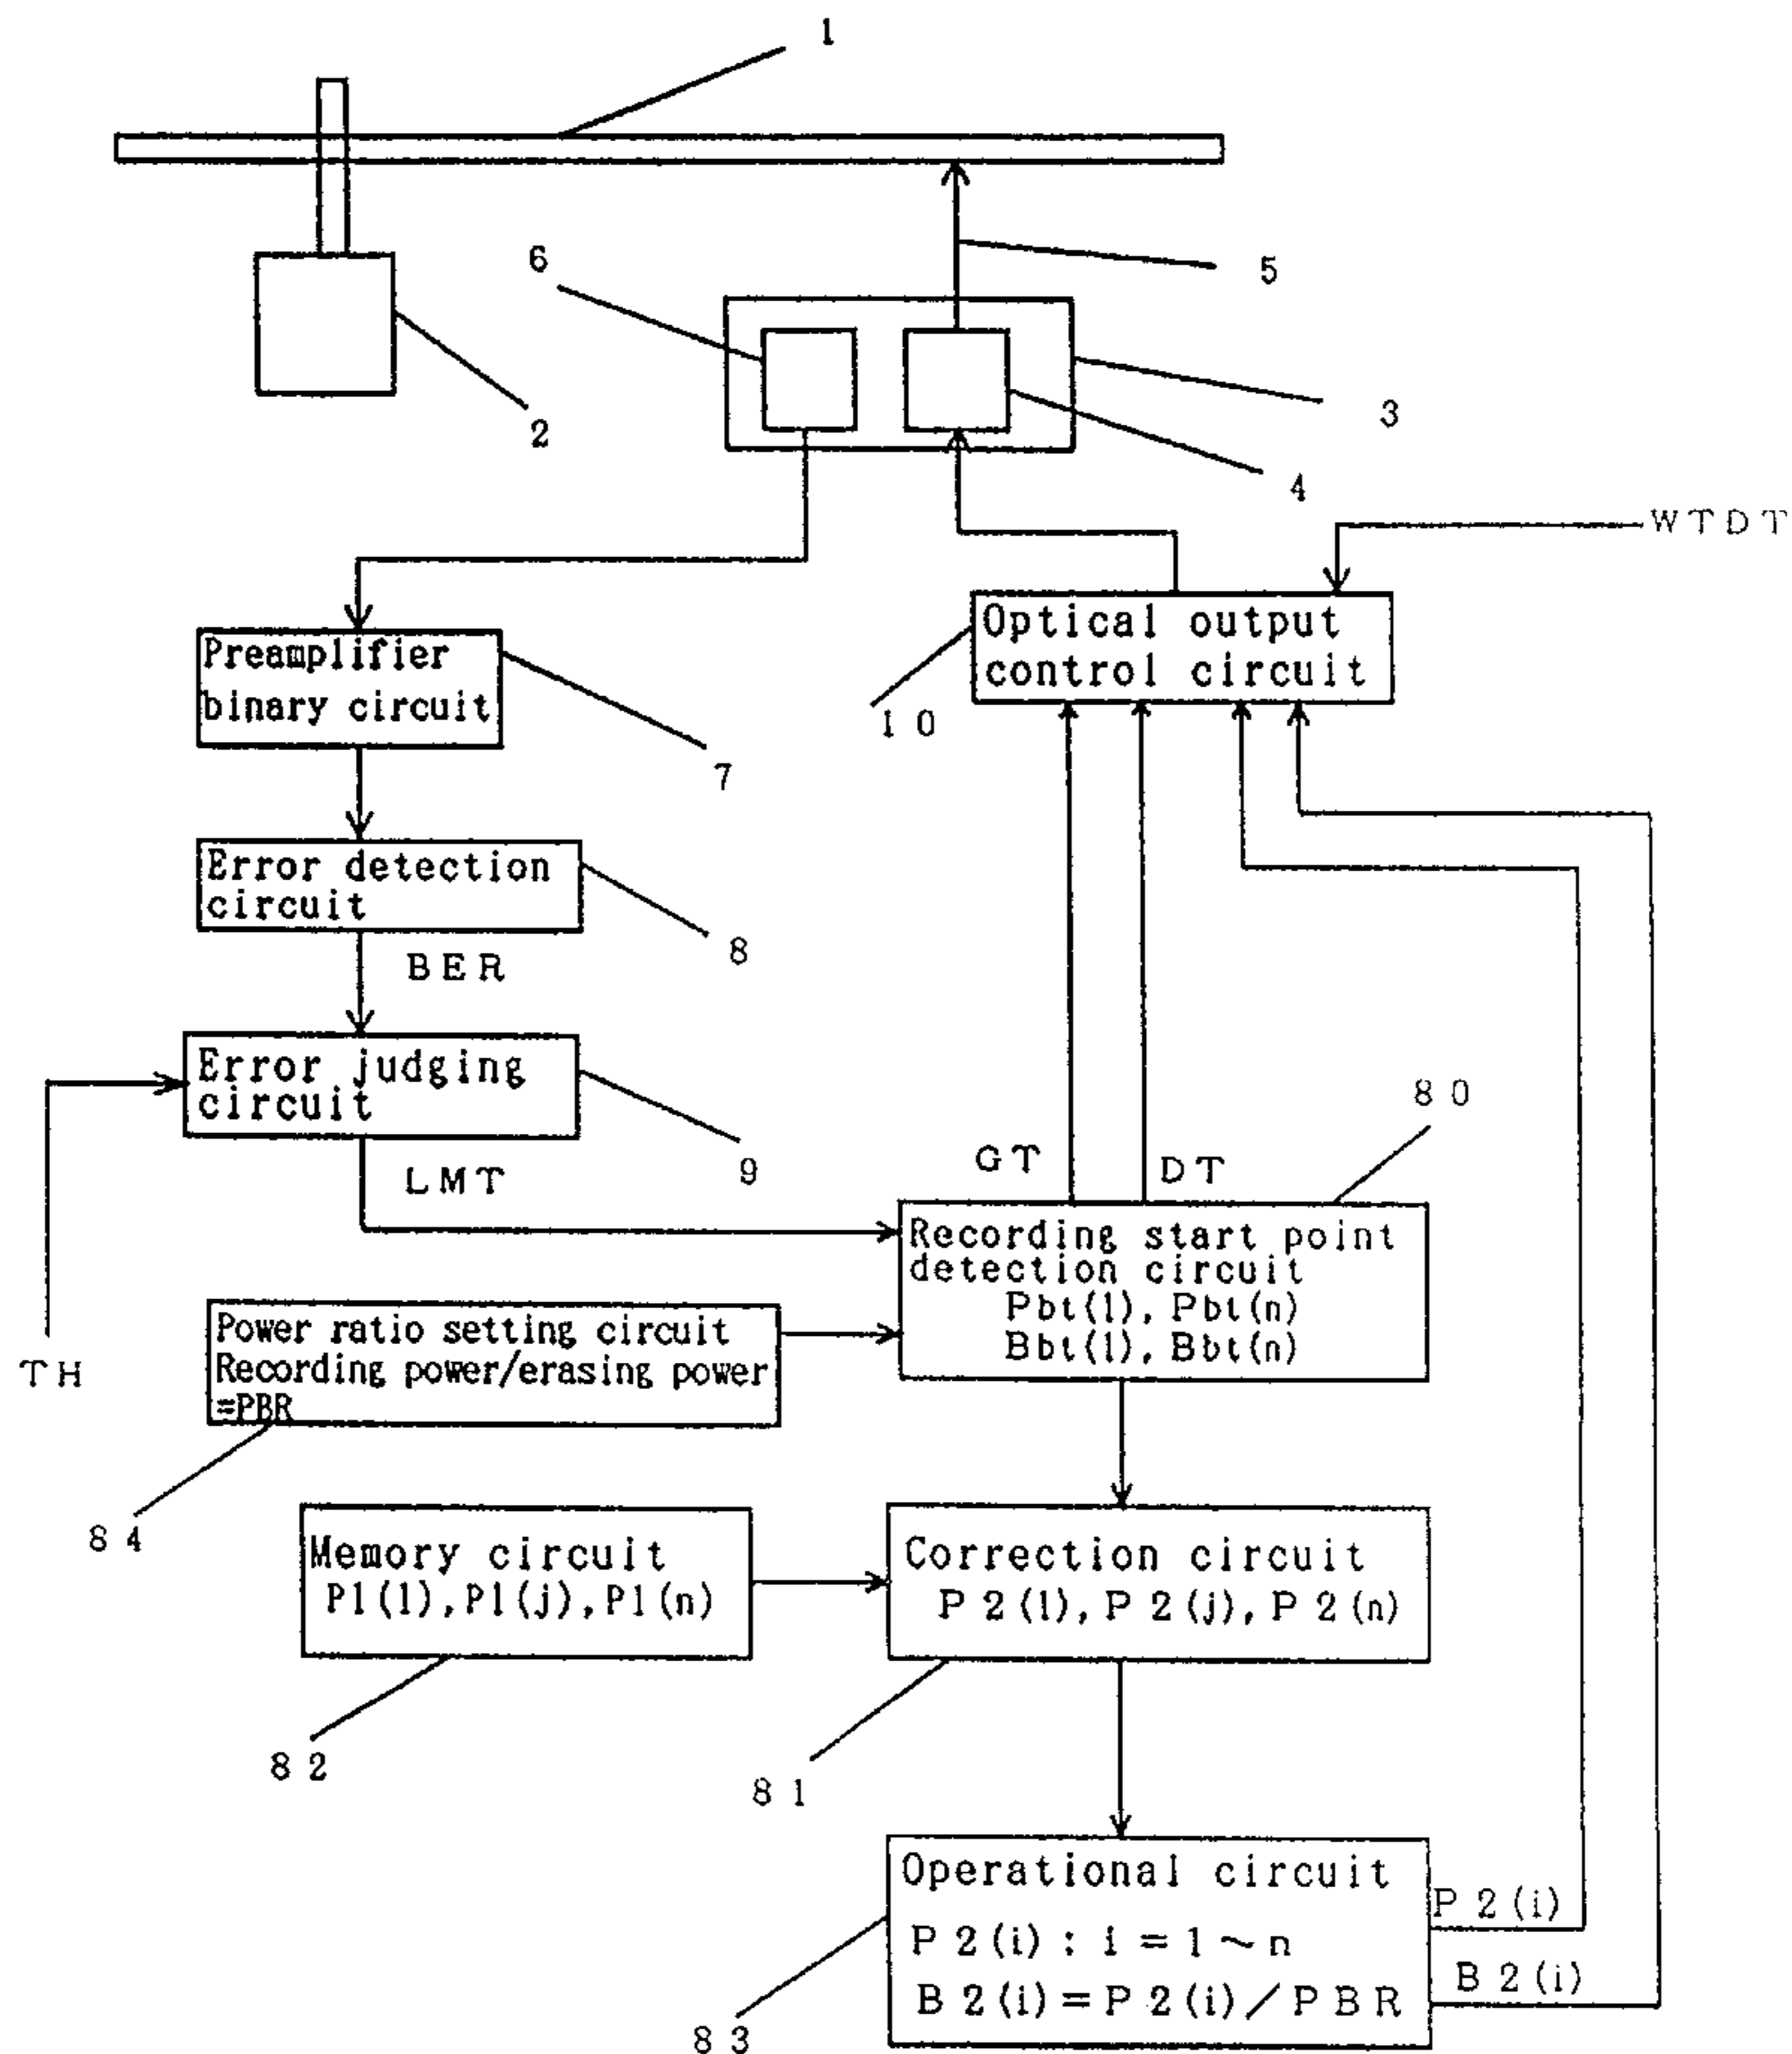 1
6
5
2
3
4
WTDT
Optical output
control circuit
10
Preamplifier
binary circuit
7
Error detection
circuit
8
BER
Error judging
circuit
9
LMT
TH
GT
DT
80
Recording start point
detection circuit
Pbt(1), Pbt(n)
Bbt(1), Bbt(n)
Power ratio setting circuit
Recording power/erasing power
=PBR
84
Memory circuit
P1(1), P1(j), P1(n)
82
Correction circuit
P2(1), P2(j), P2(n)
81
Operational circuit
P2(i) : i = 1 ~ n
B2(i) = P2(i) / PBR
83
P2(i)
B2(i)